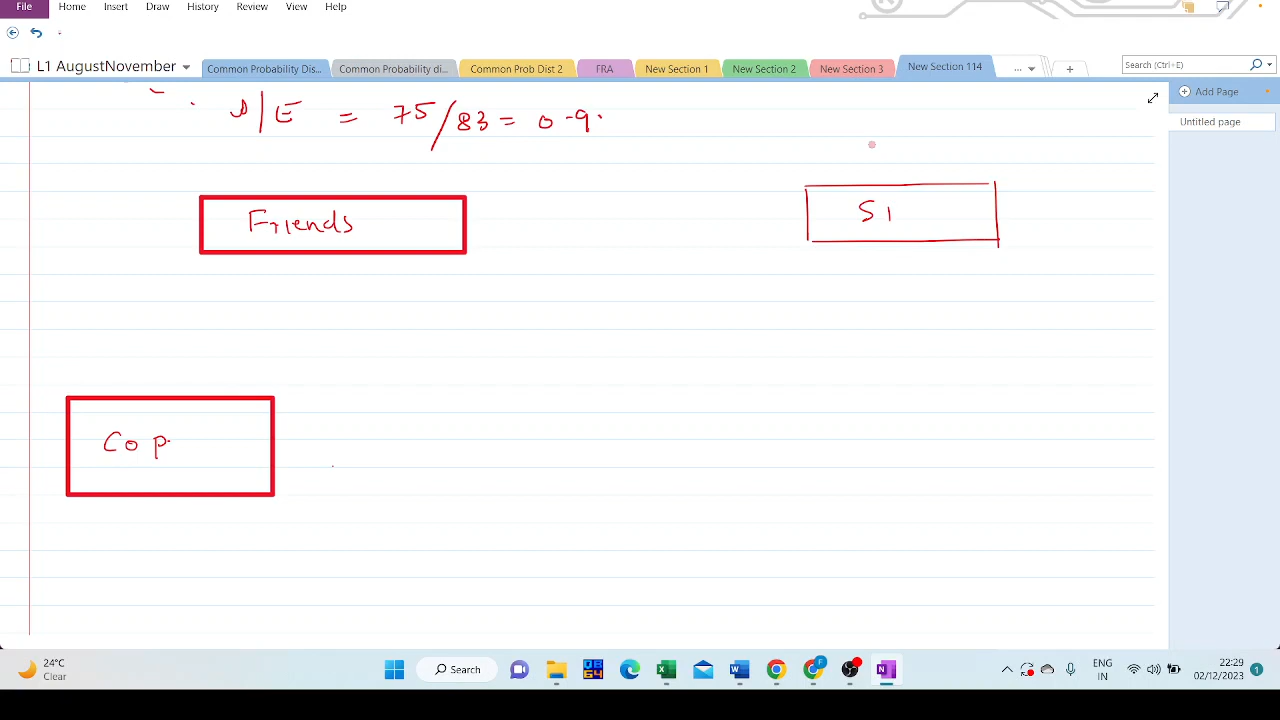 File Home Insert Draw History Review View Help
L1 AugustNovember Common Probability Dis... Common Probability di... Common Prob Dist 2 FRA New Section 1 New Section 2 New Section 3 New Section 114 ... Search (Ctrl+E)
Add Page
Untitled page
D/E = 75/83 = 0.9.
Friends
S1
Cop
24°C
Clear
Search
ENG
IN
22:29
02/12/2023
1